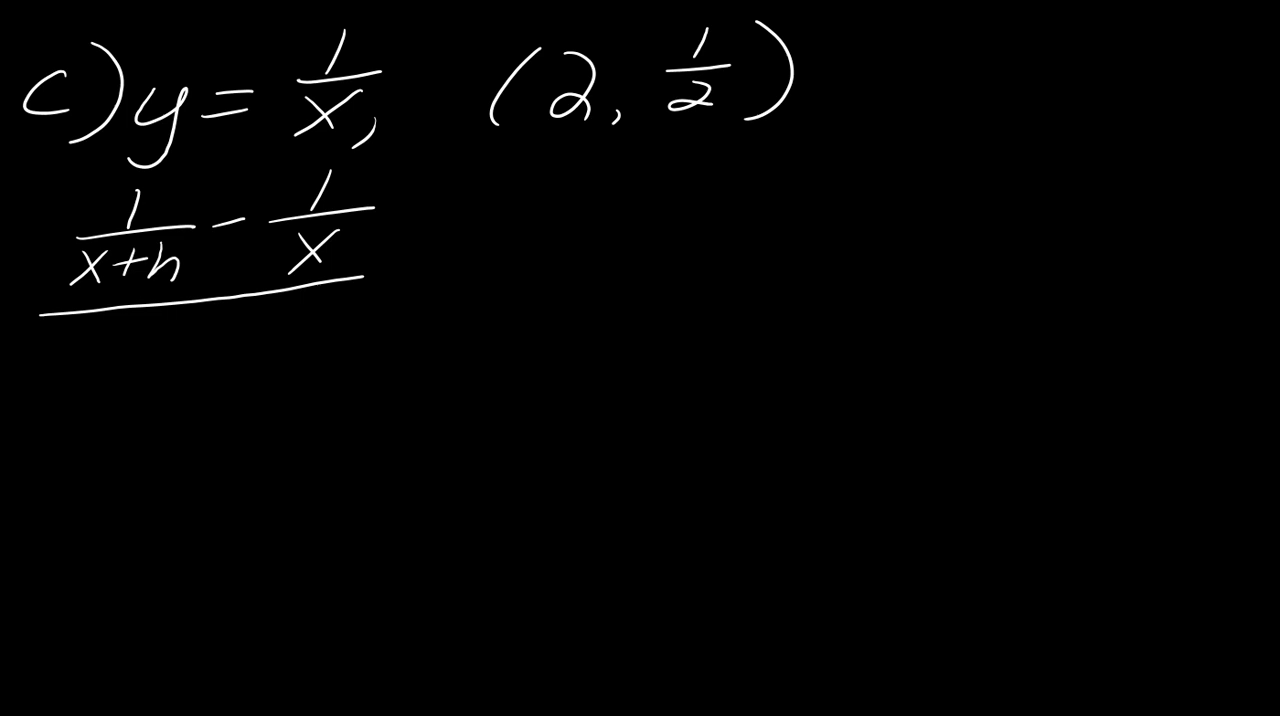 c) y = 1/x, (2, 1/2)
1/(x+h) - 1/x